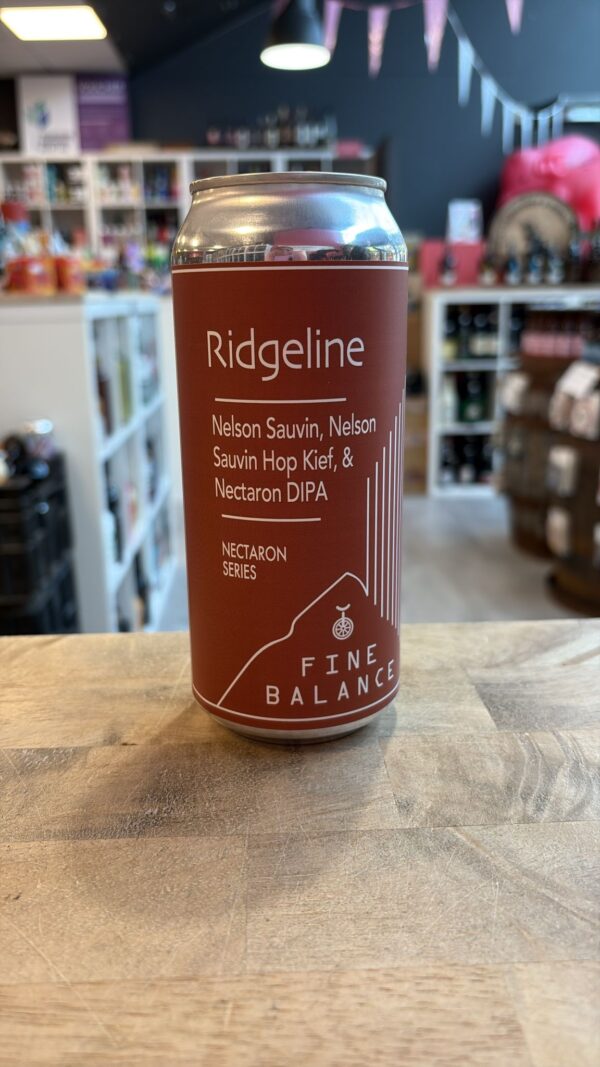 Ridgeline
Nelson Sauvin, Nelson
Sauvin Hop Kief, &
Nectaron DIPA
NECTARON
SERIES
FINE
BALANCE